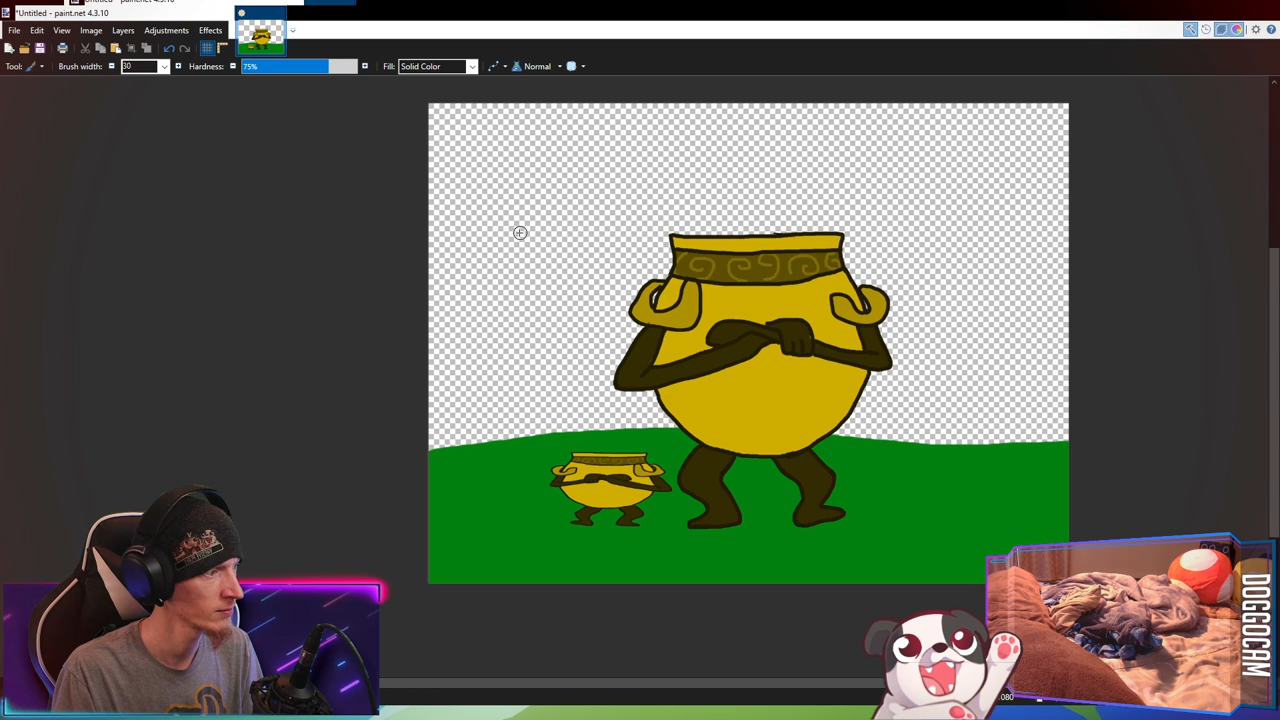 *Untitled - paint.net 4.3.10
File Edit View Image Layers Adjustments Effects
Tool: Brush width: 30 Hardness: 75% Fill: Solid Color Normal
DOGGOCAM